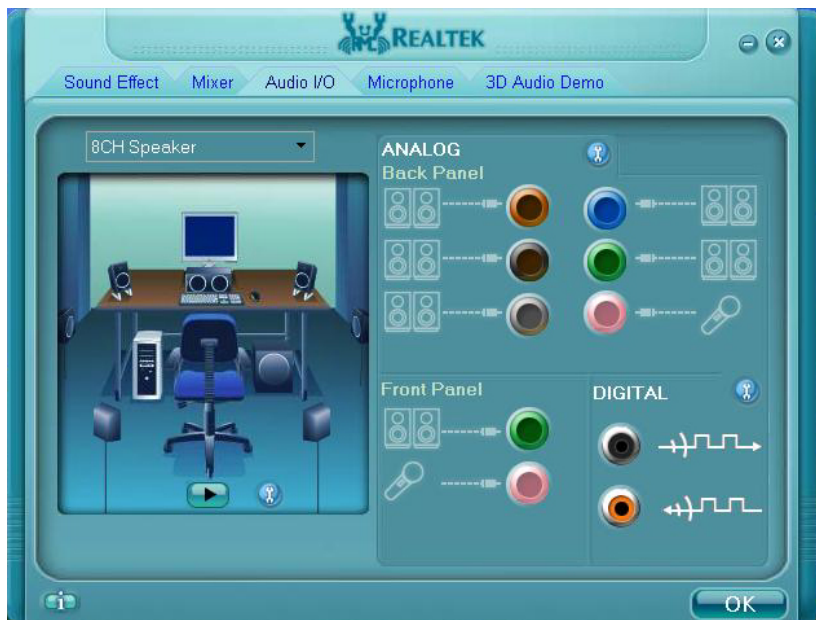 REALTEK
Sound Effect Mixer Audio I/O Microphone 3D Audio Demo
8CH Speaker
ANALOG
Back Panel
Front Panel
DIGITAL
i
OK